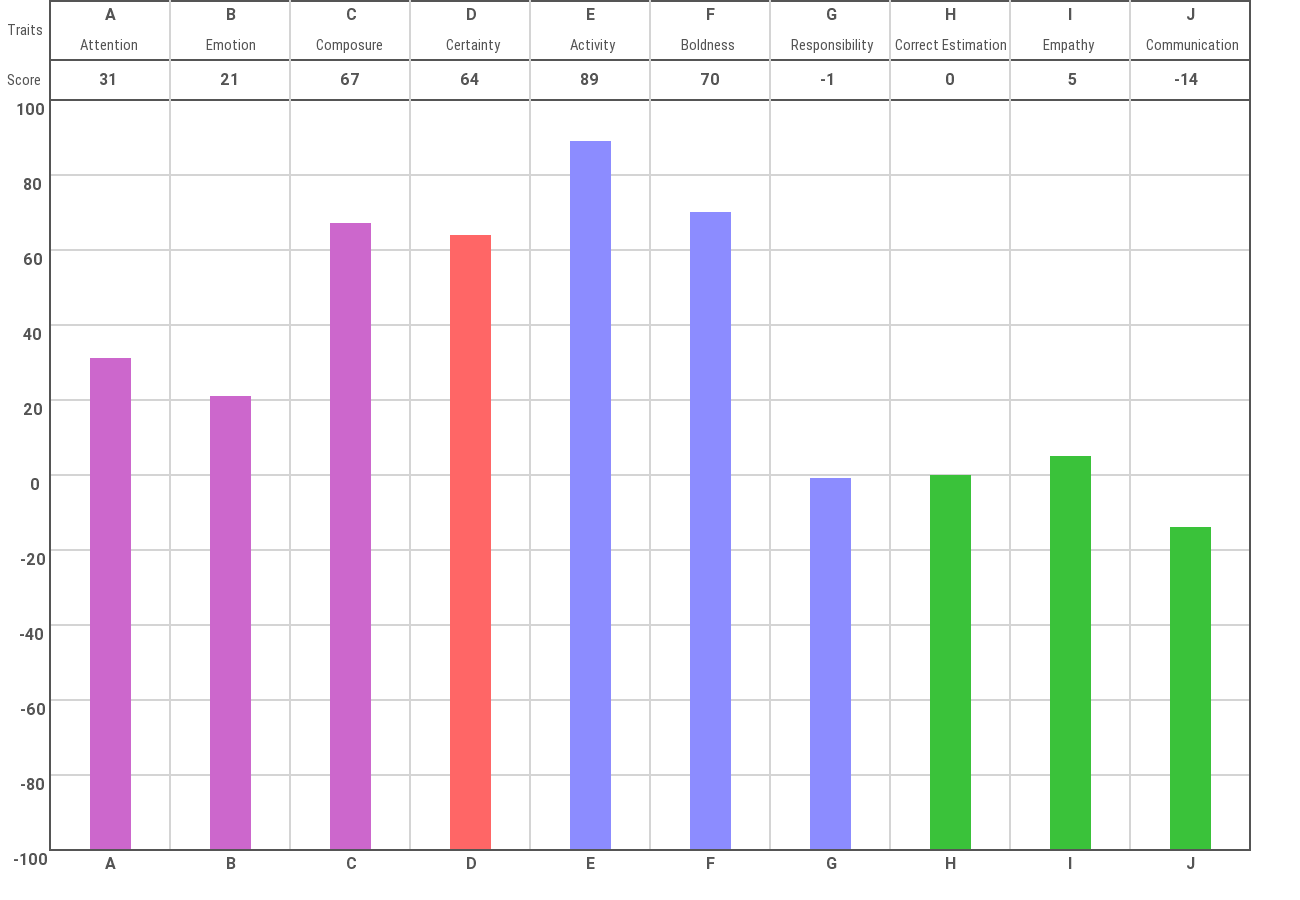 A B C D E F G H I J
Traits
Attention Emotion Composure Certainty Activity Boldness Responsibility Correct Estimation Empathy Communication
Score 31 21 67 64 89 70 -1 0 5 -14
100
80
60
40
20
0
-20
-40
-60
-80
-100
A B C D E F G H I J